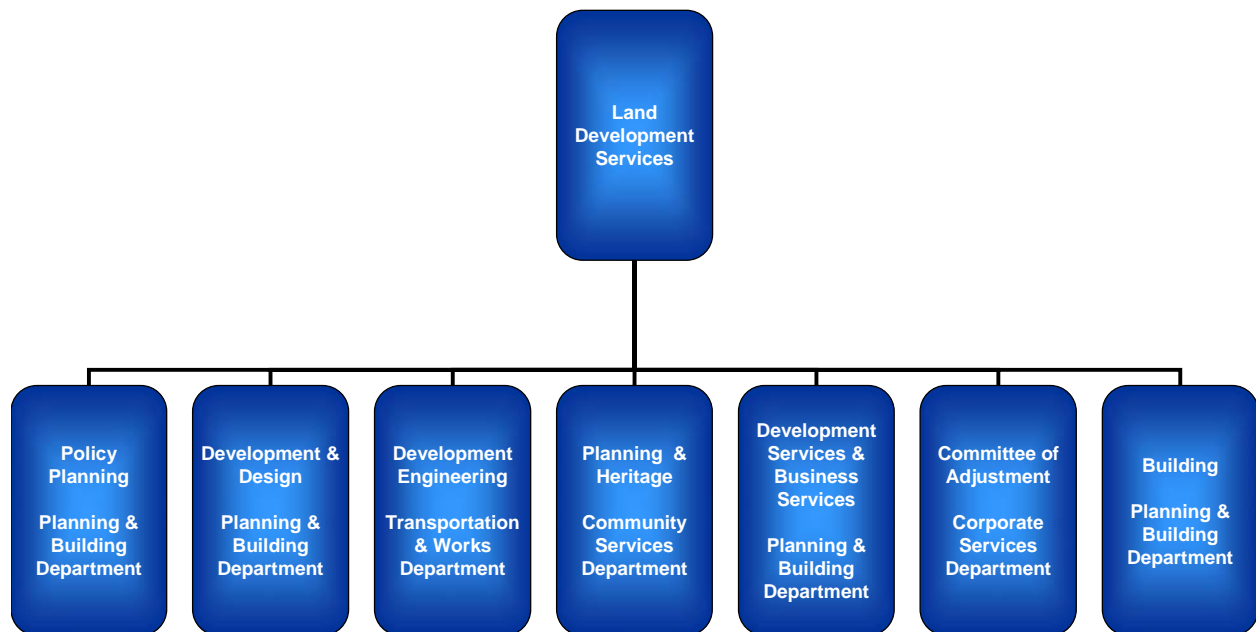 Land
Development
Services
Policy
Planning
Planning &
Building
Department
Development &
Design
Planning &
Building
Department
Development
Engineering
Transportation
& Works
Department
Planning &
Heritage
Community
Services
Department
Development
Services &
Business
Services
Planning &
Building
Department
Committee of
Adjustment
Corporate
Services
Department
Building
Planning &
Building
Department